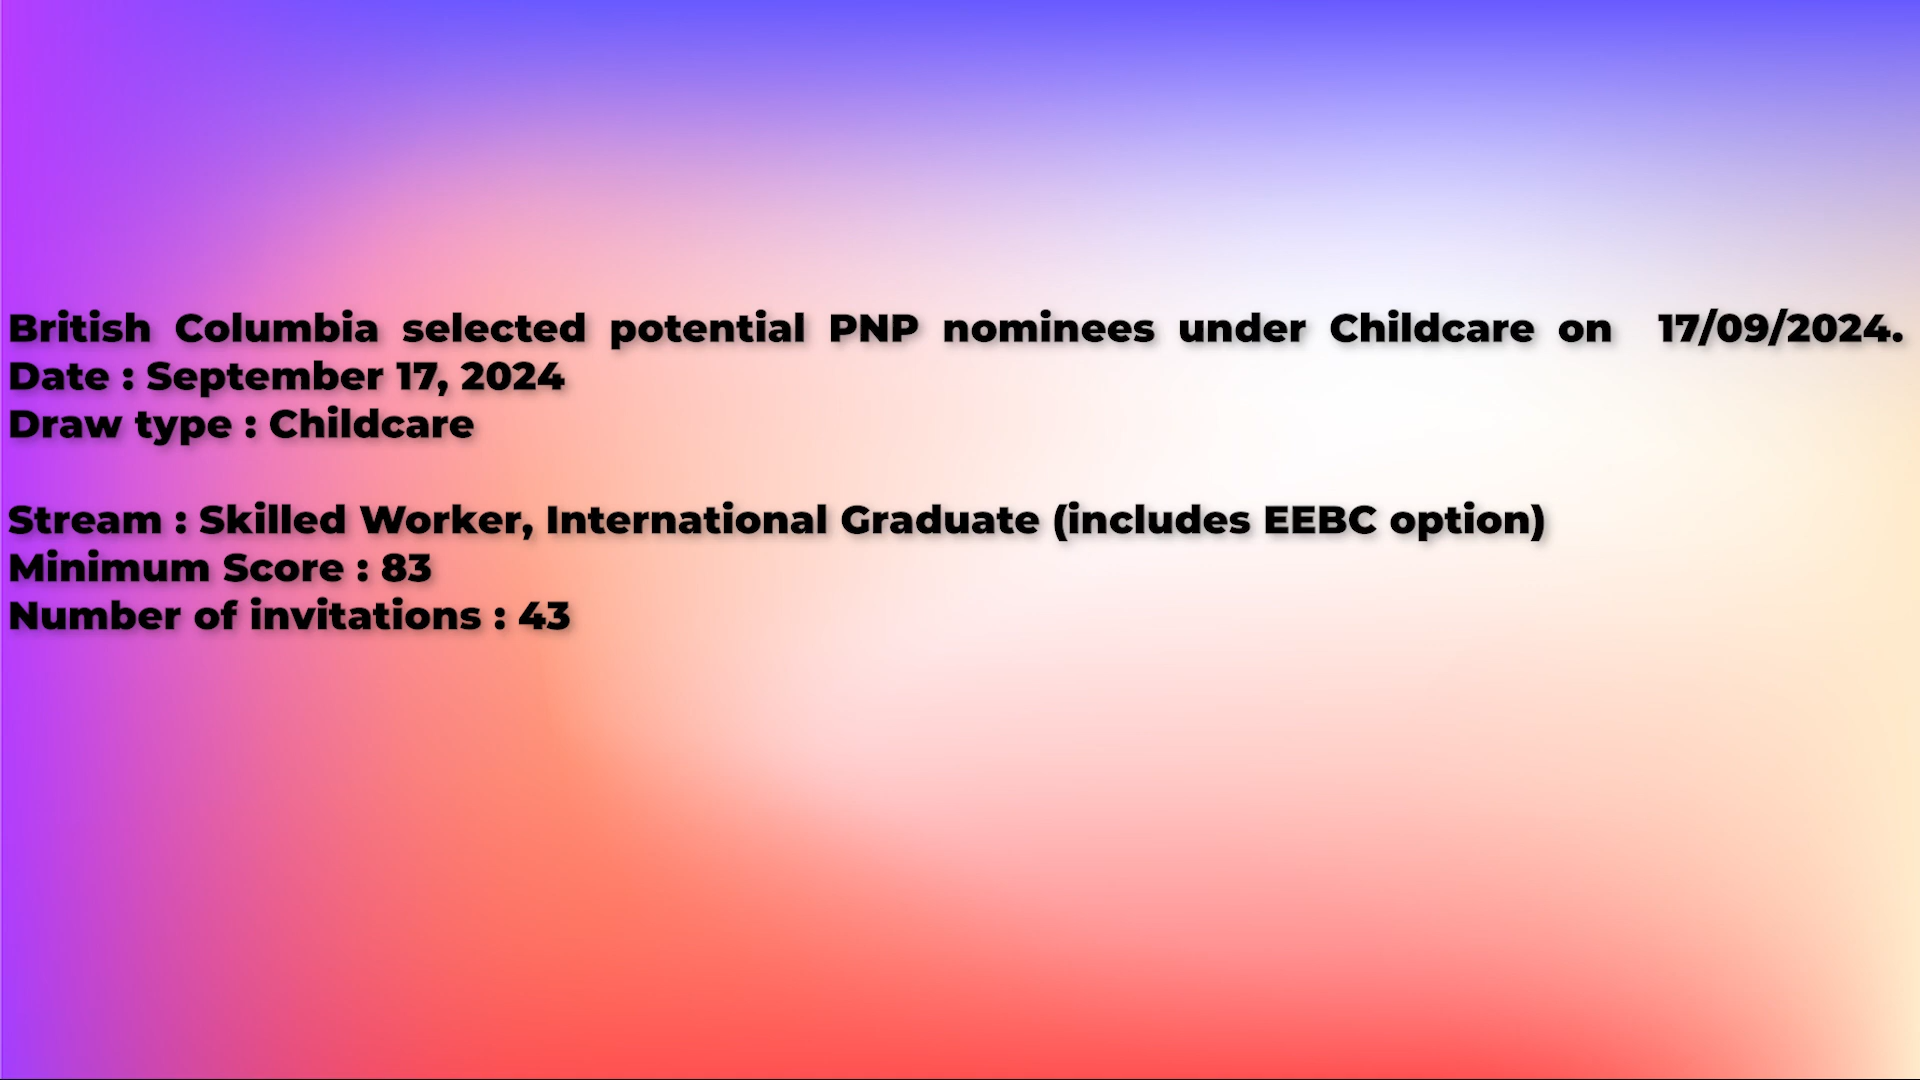 British Columbia selected potential PNP nominees under Childcare on 17/09/2024.
Date : September 17, 2024
Draw type : Childcare
Stream : Skilled Worker, International Graduate (includes EEBC option)
Minimum Score : 83
Number of invitations : 43